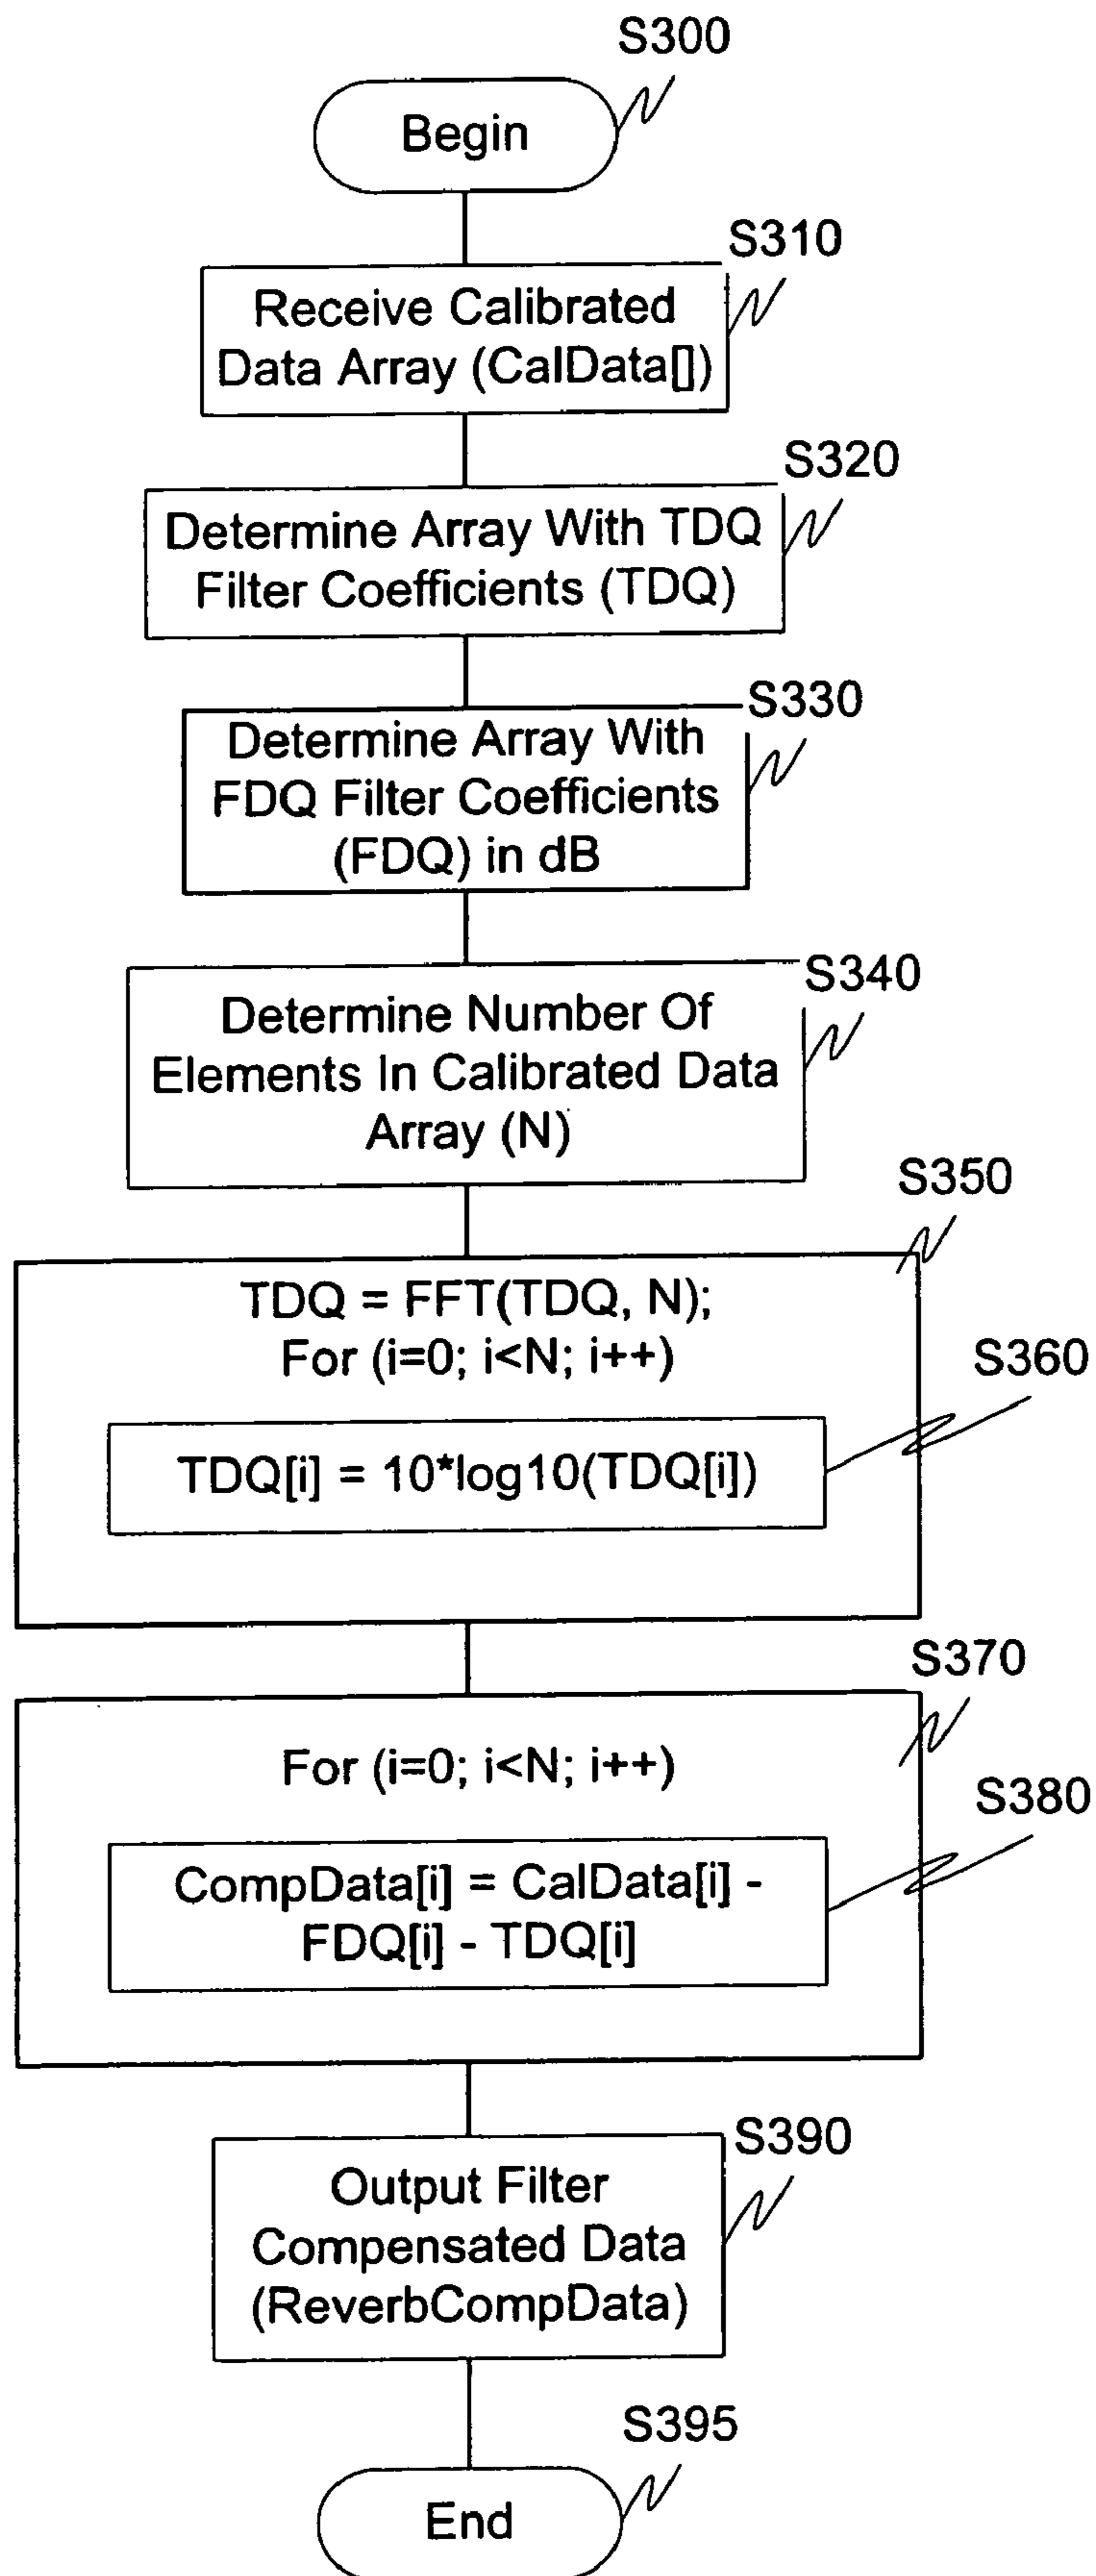 S300
Begin
S310
Receive Calibrated
Data Array (CalData[])
S320
Determine Array With TDQ
Filter Coefficients (TDQ)
S330
Determine Array With
FDQ Filter Coefficients
(FDQ) in dB
S340
Determine Number Of
Elements In Calibrated Data
Array (N)
S350
TDQ = FFT(TDQ, N);
For (i=0; i<N; i++)
S360
TDQ[i] = 10*log10(TDQ[i])
S370
For (i=0; i<N; i++)
S380
CompData[i] = CalData[i] -
FDQ[i] - TDQ[i]
S390
Output Filter
Compensated Data
(ReverbCompData)
S395
End